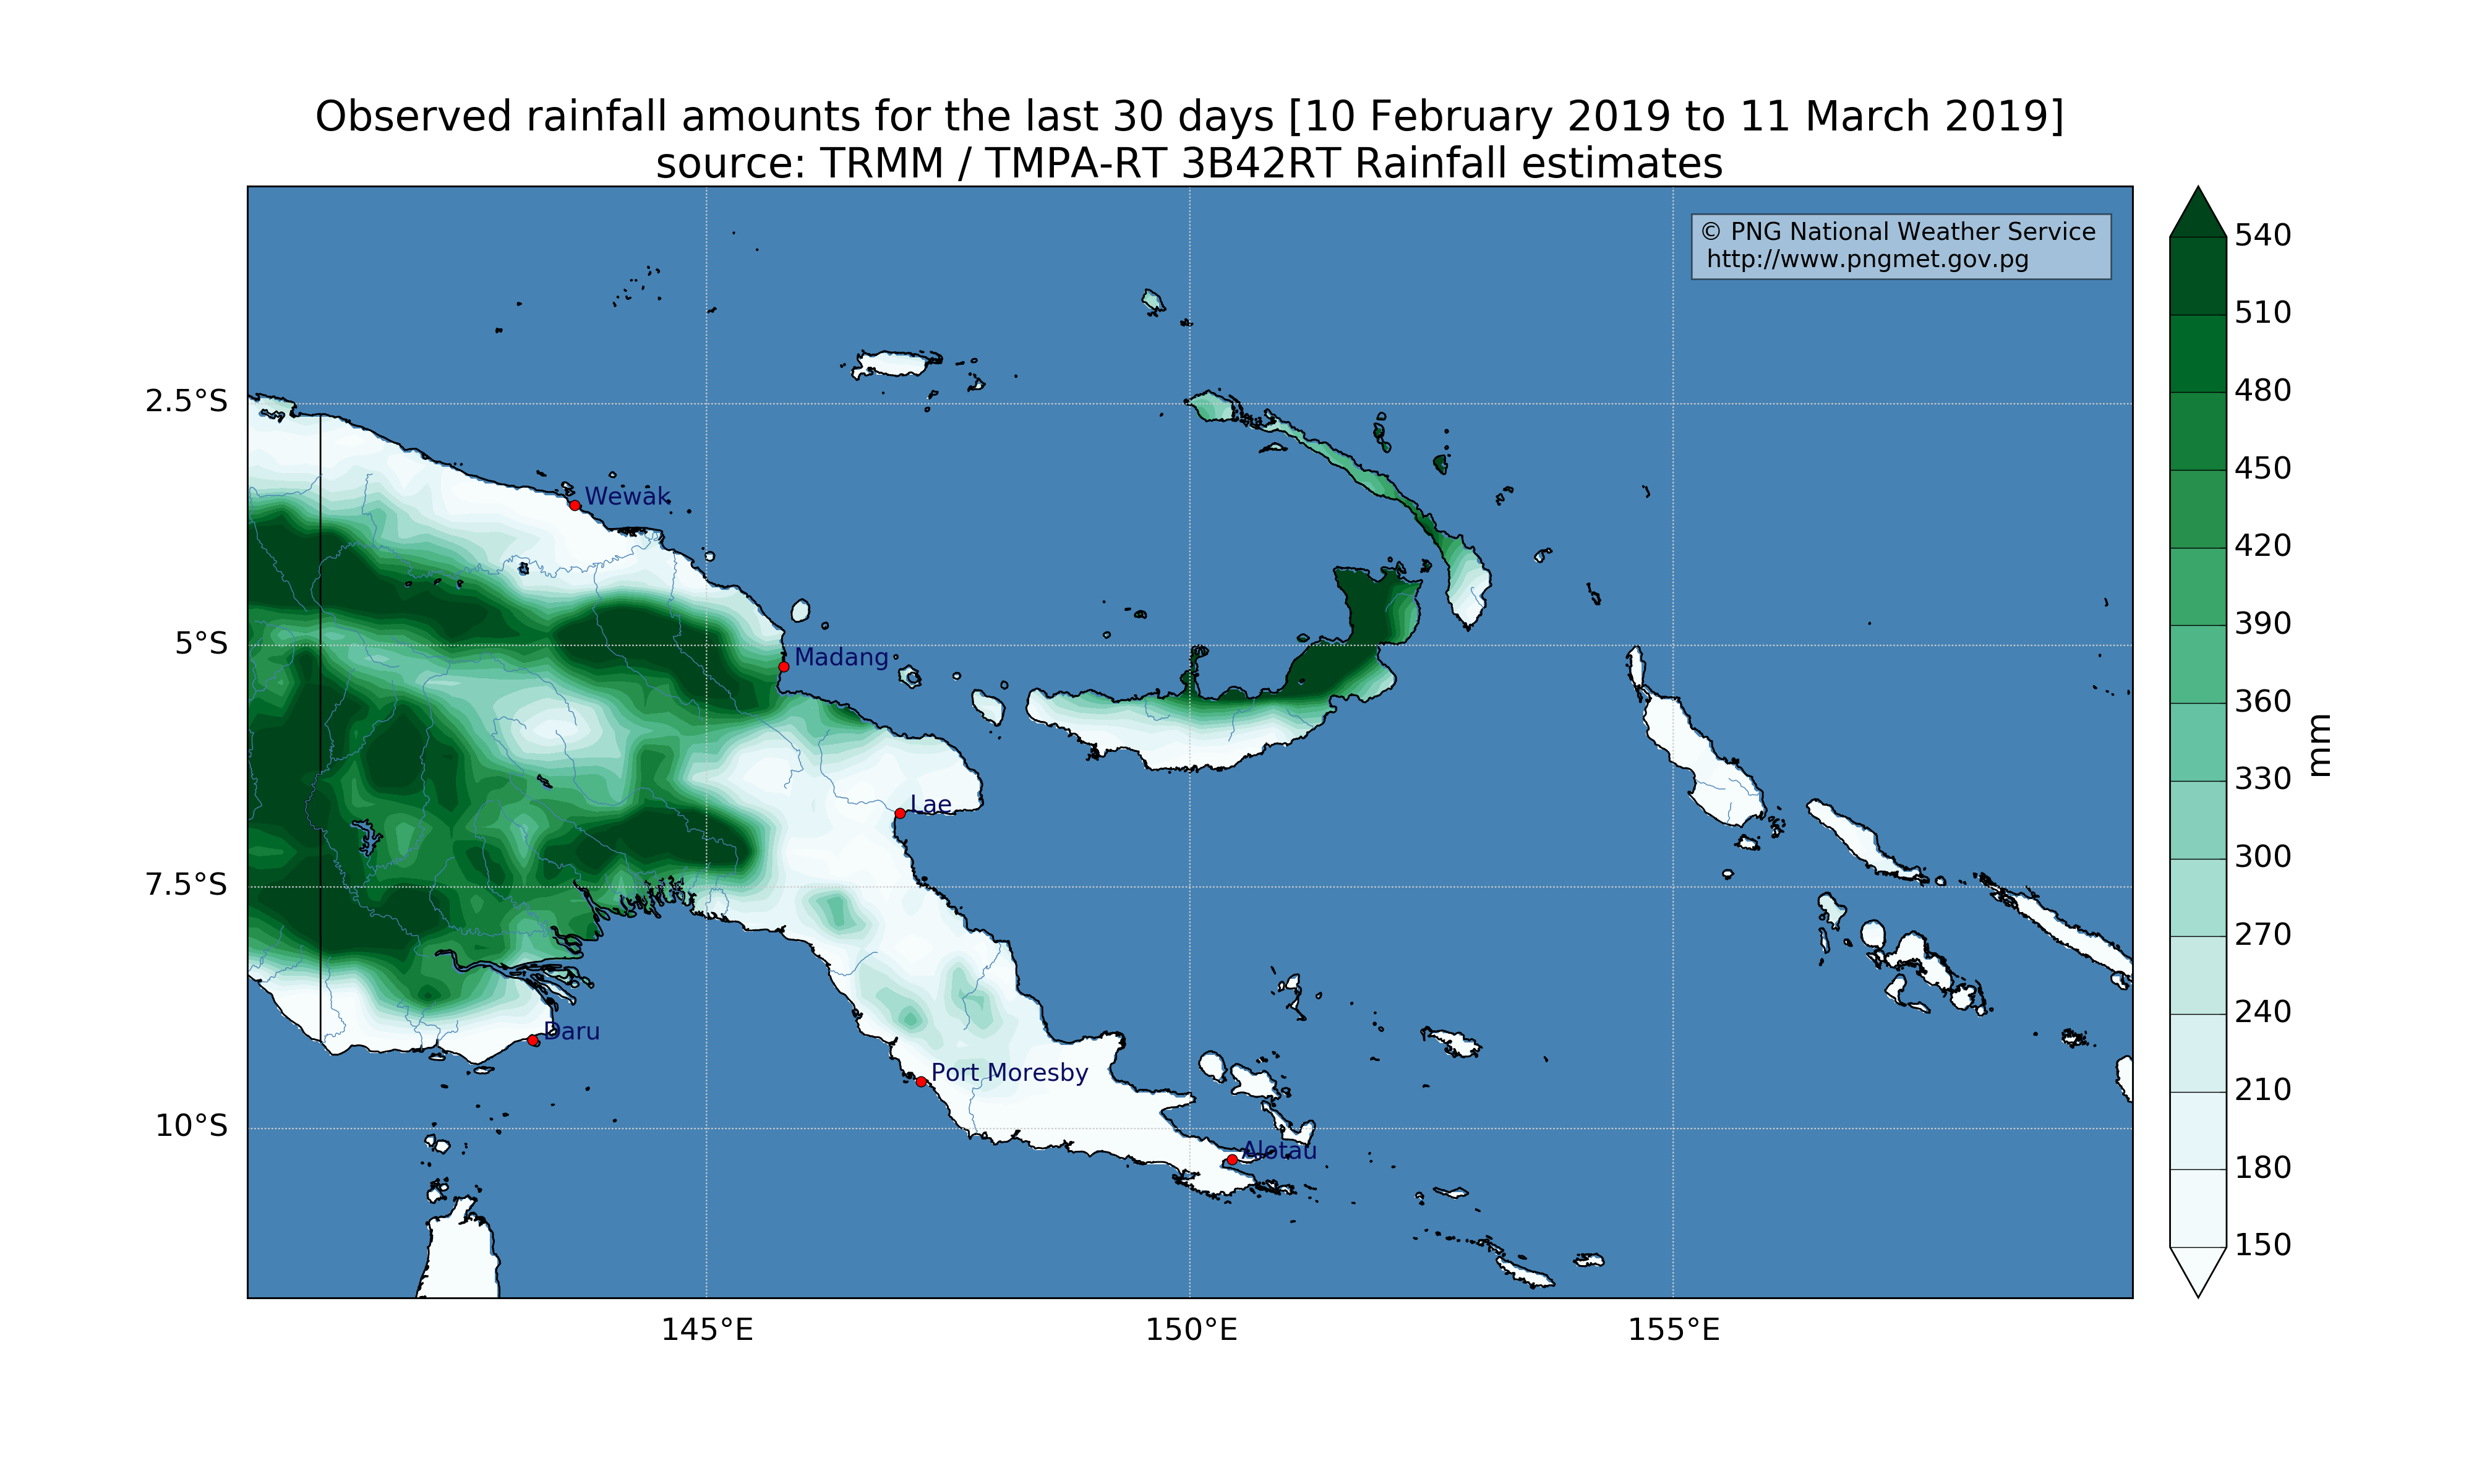 Observed rainfall amounts for the last 30 days [10 February 2019 to 11 March 2019]
source: TRMM / TMPA-RT 3B42RT Rainfall estimates
© PNG National Weather Service
http://www.pngmet.gov.pg
2.5°S
5°S
7.5°S
10°S
Wewak
Madang
Lae
Daru
Port Moresby
Alotau
145°E
150°E
155°E
540
510
480
450
420
390
360
330
300
270
240
210
180
150
mm